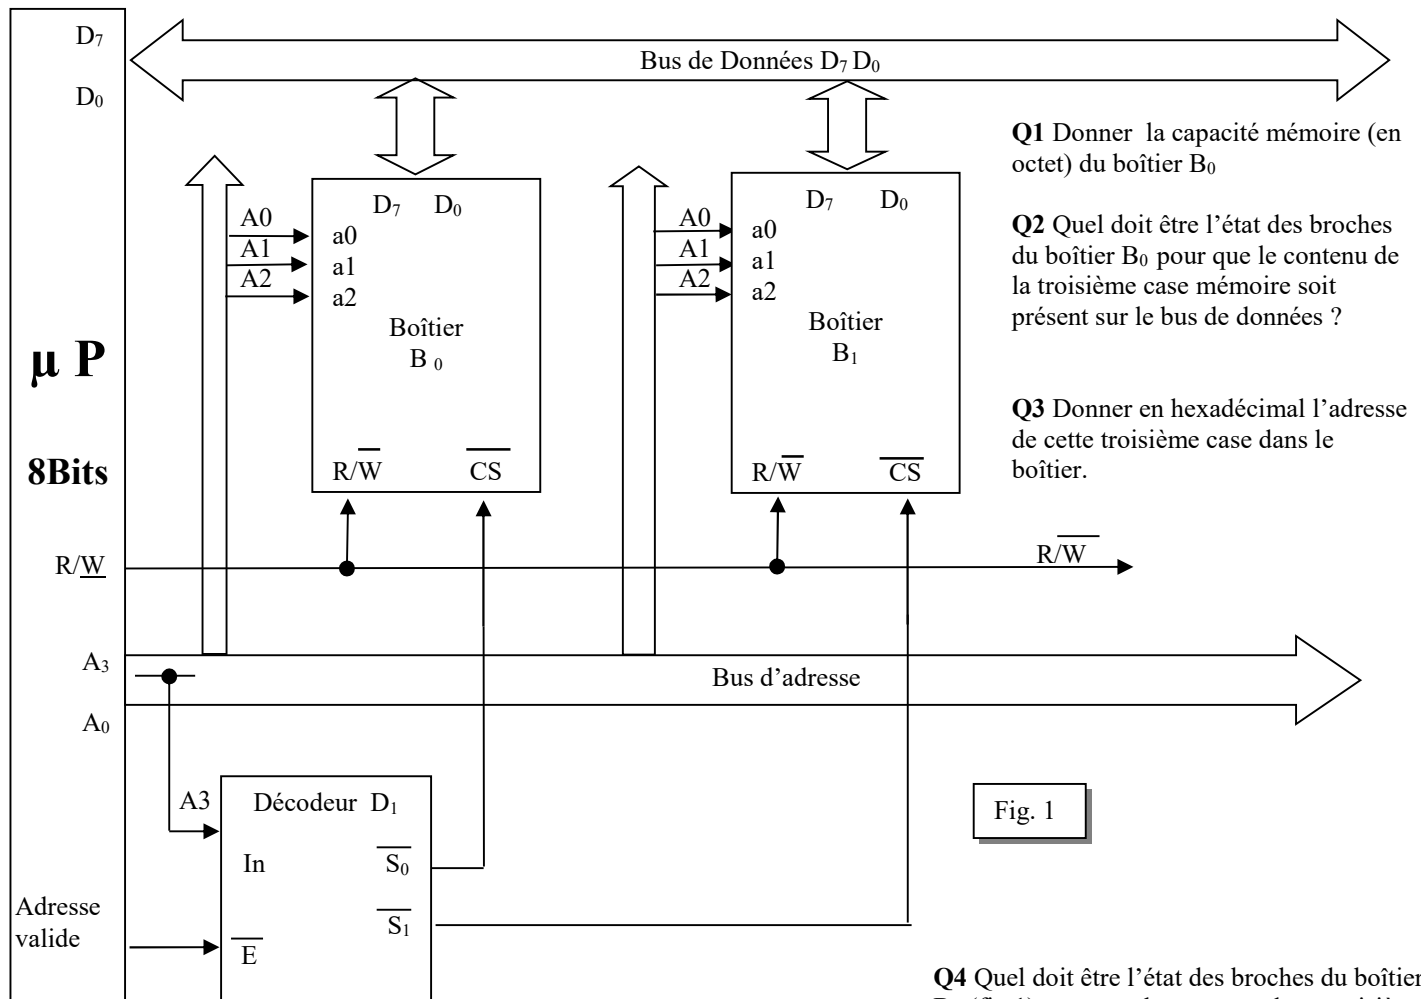 D7
D0
Bus de Données D7 D0
Q1 Donner la capacité mémoire (en
octet) du boîtier B0
Q2 Quel doit être l'état des broches
du boîtier B0 pour que le contenu de
la troisième case mémoire soit
présent sur le bus de données ?
Q3 Donner en hexadécimal l'adresse
de cette troisième case dans le
boîtier.
A0
A1
A2
D7 D0
a0
a1
a2
Boîtier
B 0
R/W CS
A0
A1
A2
D7 D0
a0
a1
a2
Boîtier
B1
R/W CS
µ P
8Bits
R/W
R/W
A3
Bus d'adresse
A0
A3
Décodeur D1
In
S0
S1
E
Adresse
valide
Fig. 1
Q4 Quel doit être l'état des broches du boîtier